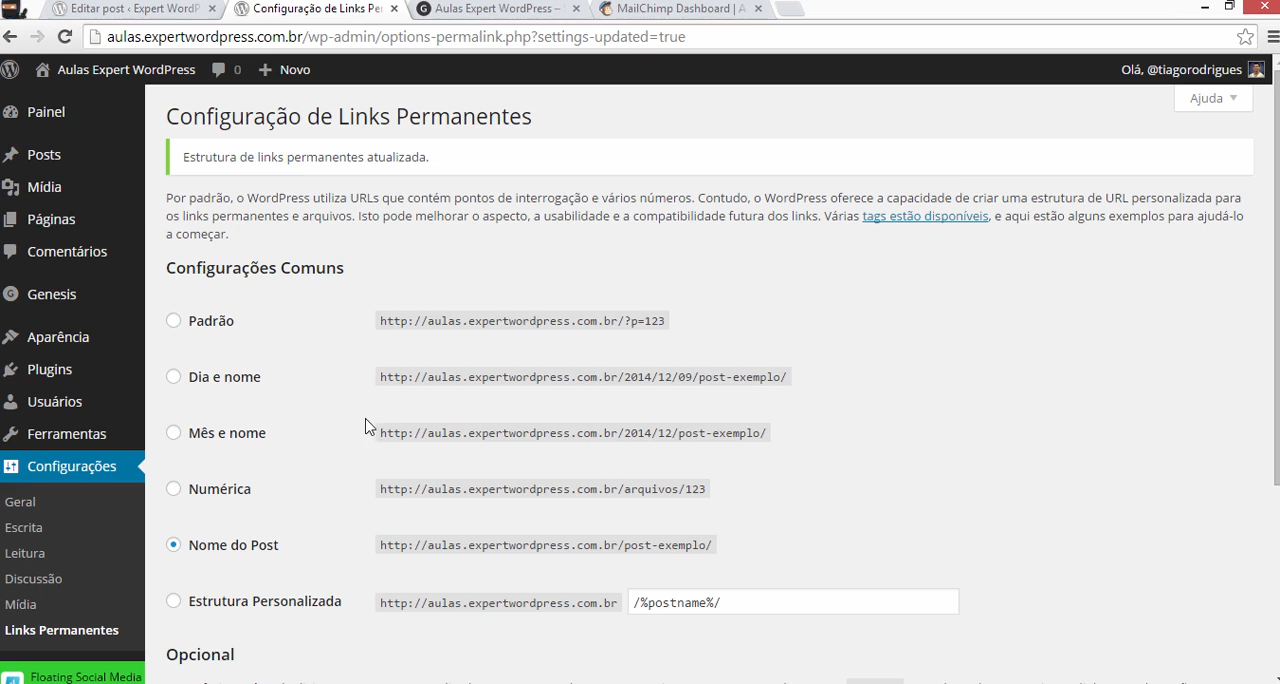 Editar post ‹ Expert WordP
Configuração de Links Per
Aulas Expert WordPress –
MailChimp Dashboard | A
aulas.expertwordpress.com.br/wp-admin/options-permalink.php?settings-updated=true
Aulas Expert WordPress 0 Novo
Olá, @tiagorodrigues
Ajuda
Painel
Posts
Mídia
Páginas
Comentários
Genesis
Aparência
Plugins
Usuários
Ferramentas
Configurações
Geral
Escrita
Leitura
Discussão
Mídia
Links Permanentes
Floating Social Media
Configuração de Links Permanentes
Estrutura de links permanentes atualizada.
Por padrão, o WordPress utiliza URLs que contém pontos de interrogação e vários números. Contudo, o WordPress oferece a capacidade de criar uma estrutura de URL personalizada para
os links permanentes e arquivos. Isto pode melhorar o aspecto, a usabilidade e a compatibilidade futura dos links. Várias tags estão disponíveis, e aqui estão alguns exemplos para ajudá-lo
a começar.
Configurações Comuns
Padrão http://aulas.expertwordpress.com.br/?p=123
Dia e nome http://aulas.expertwordpress.com.br/2014/12/09/post-exemplo/
Mês e nome http://aulas.expertwordpress.com.br/2014/12/post-exemplo/
Numérica http://aulas.expertwordpress.com.br/arquivos/123
Nome do Post http://aulas.expertwordpress.com.br/post-exemplo/
Estrutura Personalizada http://aulas.expertwordpress.com.br /%postname%/
Opcional